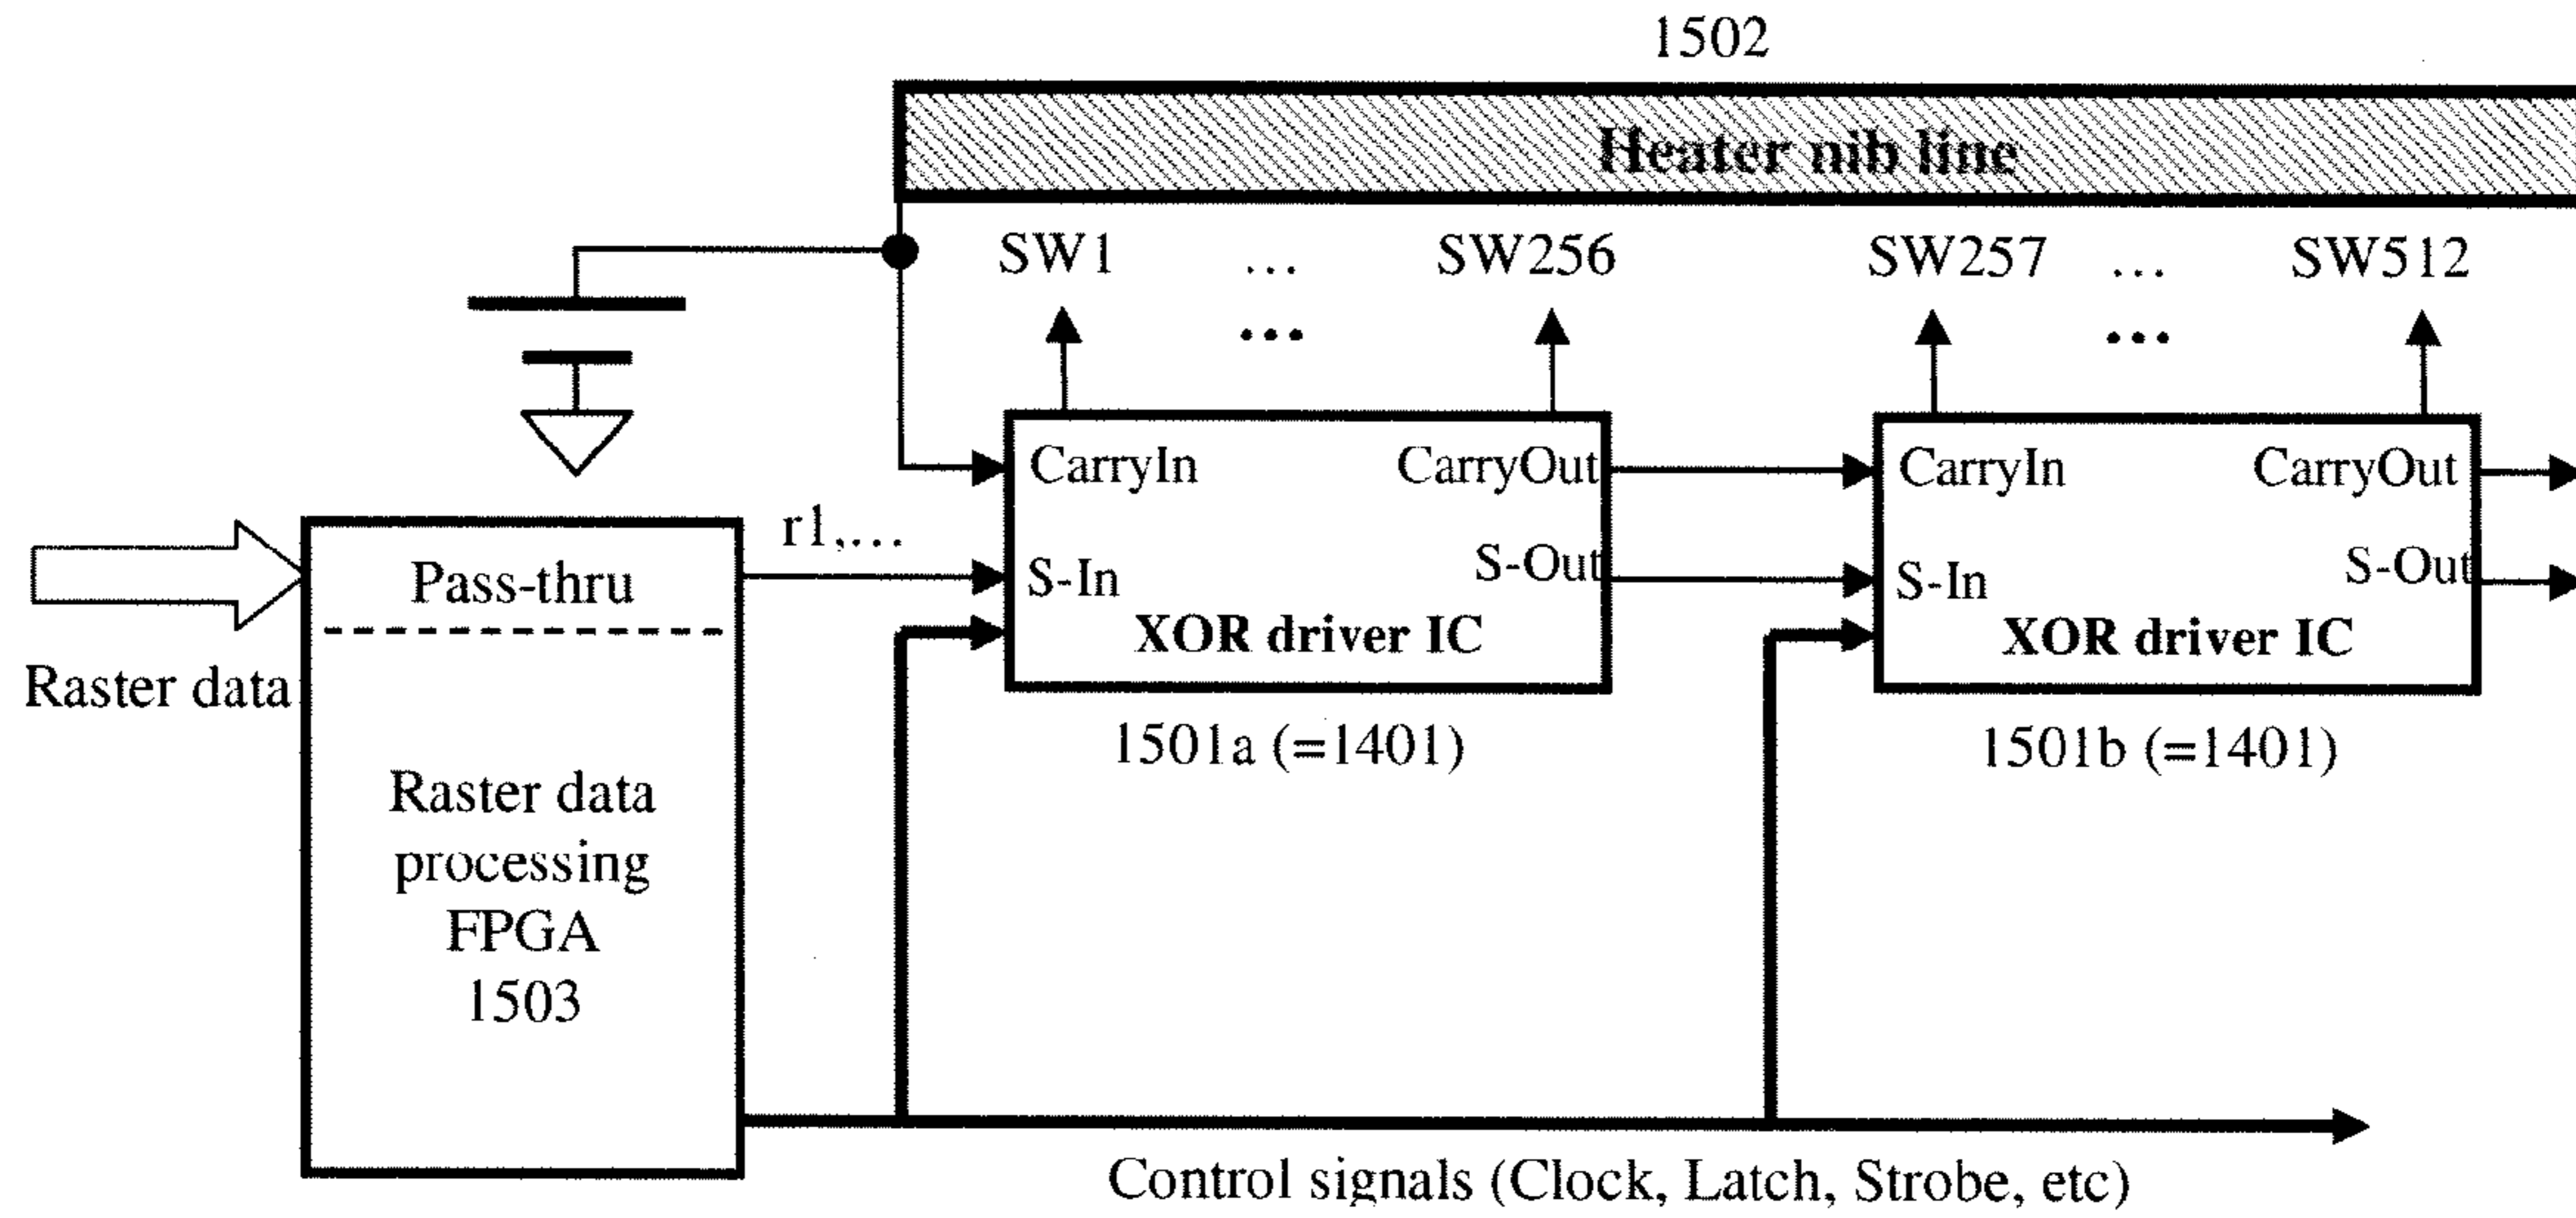 1502
Heater nib line
SW1 ... SW256 SW257 ... SW512
... ...
CarryIn CarryOut CarryIn CarryOut
r1,...
Pass-thru
S-In S-Out S-In S-Out
XOR driver IC XOR driver IC
Raster data
1501a (=1401) 1501b (=1401)
Raster data
processing
FPGA
1503
Control signals (Clock, Latch, Strobe, etc)